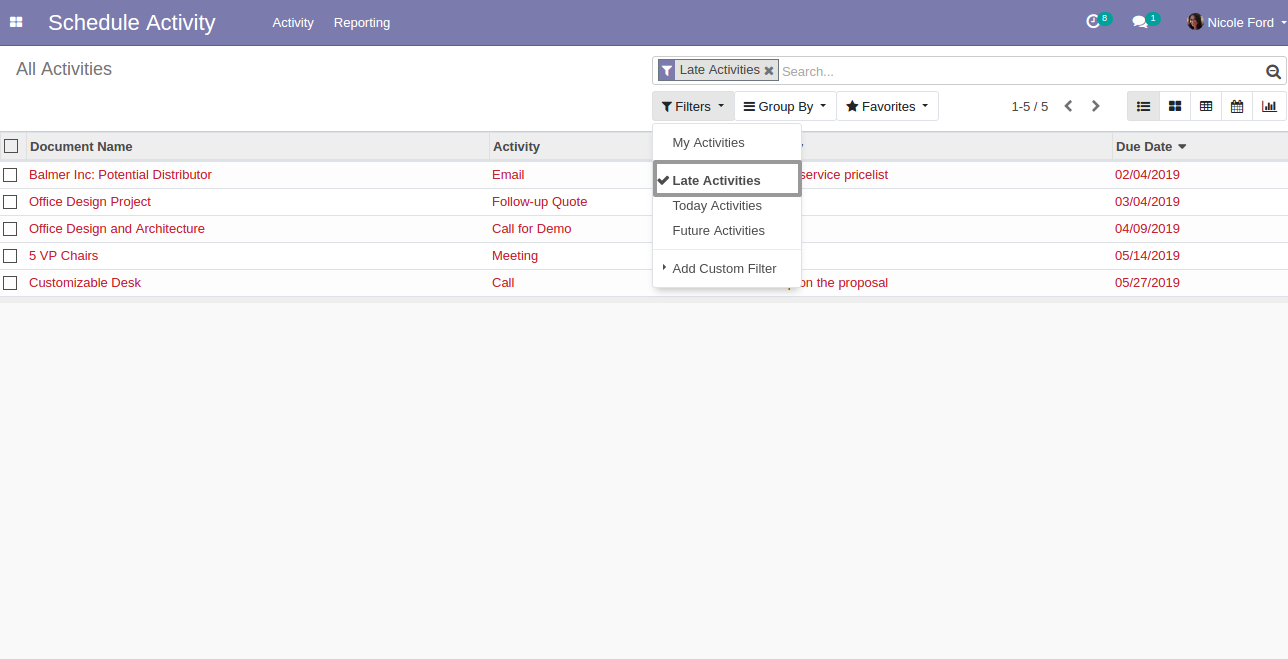 Schedule Activity Activity Reporting 8 1 Nicole Ford
All Activities Late Activities Search...
Filters Group By Favorites 1-5 / 5
My Activities
Late Activities
Today Activities
Future Activities
Add Custom Filter
Document Name Activity Due Date
Balmer Inc: Potential Distributor Email service pricelist 02/04/2019
Office Design Project Follow-up Quote 03/04/2019
Office Design and Architecture Call for Demo 04/09/2019
5 VP Chairs Meeting 05/14/2019
Customizable Desk Call on the proposal 05/27/2019